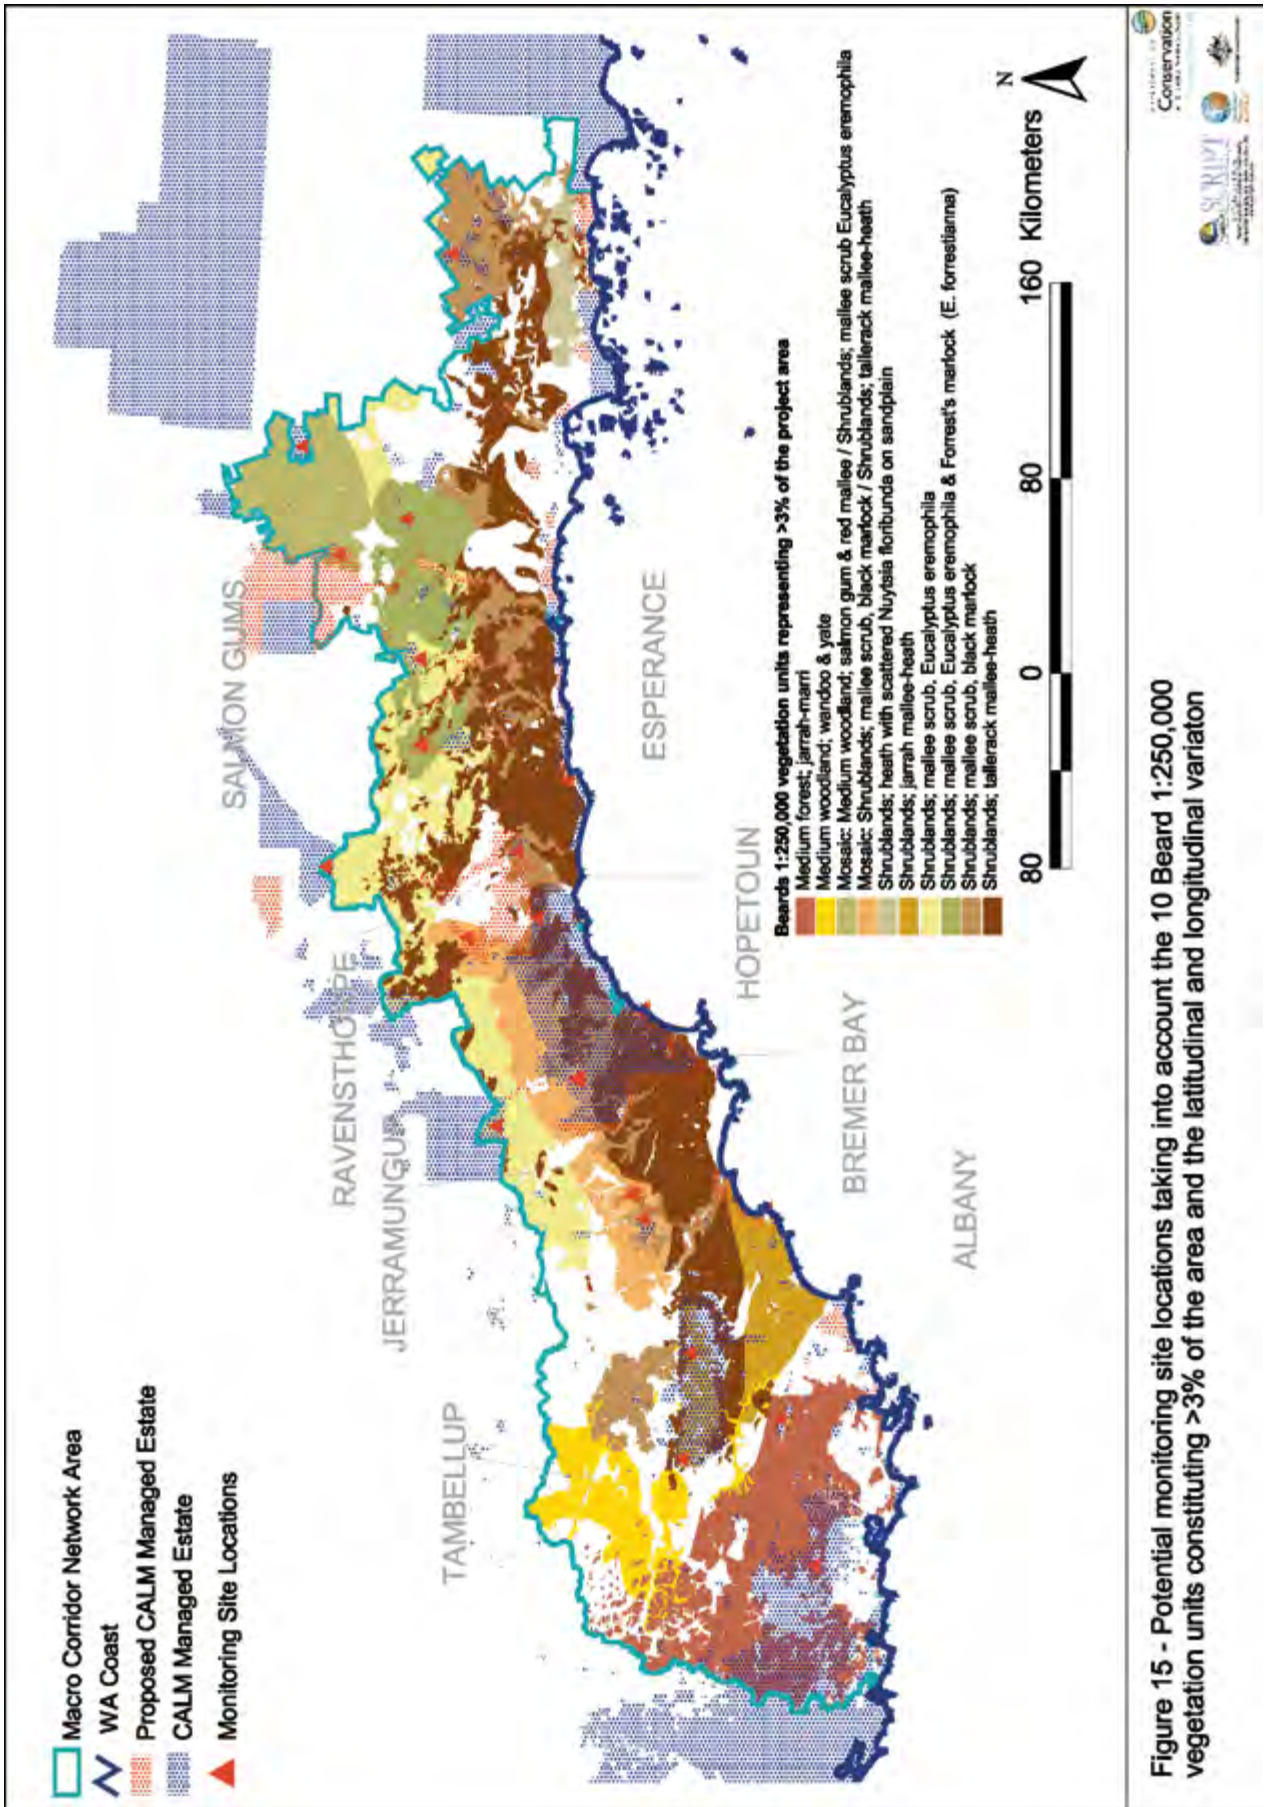 Macro Corridor Network Area
WA Coast
Proposed CALM Managed Estate
CALM Managed Estate
Monitoring Site Locations
SALMON GUMS
RAVENSTHORPE
JERRAMUNGUP
TAMBELLUP
ESPERANCE
HOPETOUN
BREMER BAY
ALBANY
Beards 1:250,000 vegetation units representing >3% of the project area
Medium forest; jarrah-marri
Medium woodland; wandoo & yate
Mosaic: Medium woodland; salmon gum & red mallee / Shrublands; mallee scrub Eucalyptus eremophila
Mosaic: Shrublands; mallee scrub, black marlock / Shrublands; tallerack mallee-heath
Shrublands; heath with scattered Nuytsia floribunda on sandplain
Shrublands; jarrah mallee-heath
Shrublands; mallee scrub, Eucalyptus eremophila
Shrublands; mallee scrub, Eucalyptus eremophila & Forrest's marlock (E. forrestianna)
Shrublands; mallee scrub, black marlock
Shrublands; tallerack mallee-heath
80 0 80 160 Kilometers
N
Figure 15 - Potential monitoring site locations taking into account the 10 Beard 1:250,000
vegetation units constituting >3% of the area and the latitudinal and longitudinal variaton
SCRIPT
Conservation